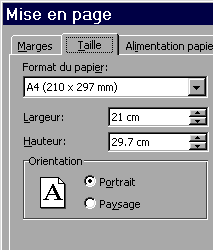 Mise en page
Marges Taille Alimentation papie
Format du papier:
A4 (210 x 297 mm)
Largeur: 21 cm
Hauteur: 29.7 cm
Orientation
A Portrait
Paysage